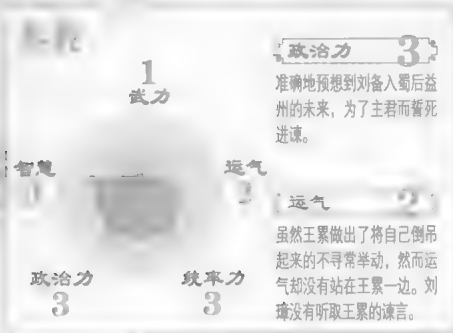 1
武力
智慧
运气
政治力
3
统率力
3
政治力 3
准确地预想到刘备入蜀后益
州的未来，为了主君而誓死
进谏。
运气
虽然王累做出了将自己倒吊
起来的不寻常举动，然而运
气却没有站在王累一边。刘
璋没有听取王累的谏言。